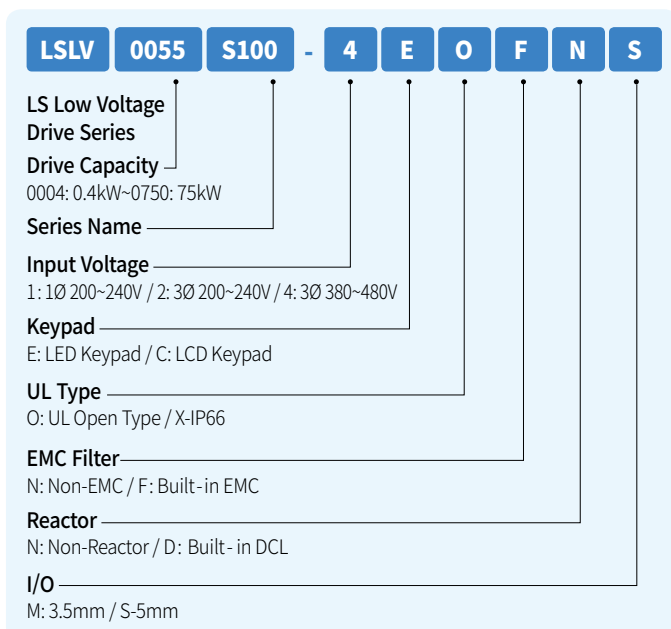 LSLV 0055 S100 - 4 E O F N S
LS Low Voltage
Drive Series
Drive Capacity
0004: 0.4kW~0750: 75kW
Series Name
Input Voltage
1: 1Ø 200~240V / 2: 3Ø 200~240V / 4: 3Ø 380~480V
Keypad
E: LED Keypad / C: LCD Keypad
UL Type
O: UL Open Type / X-IP66
EMC Filter
N: Non-EMC / F: Built-in EMC
Reactor
N: Non-Reactor / D: Built- in DCL
I/O
M: 3.5mm / S-5mm